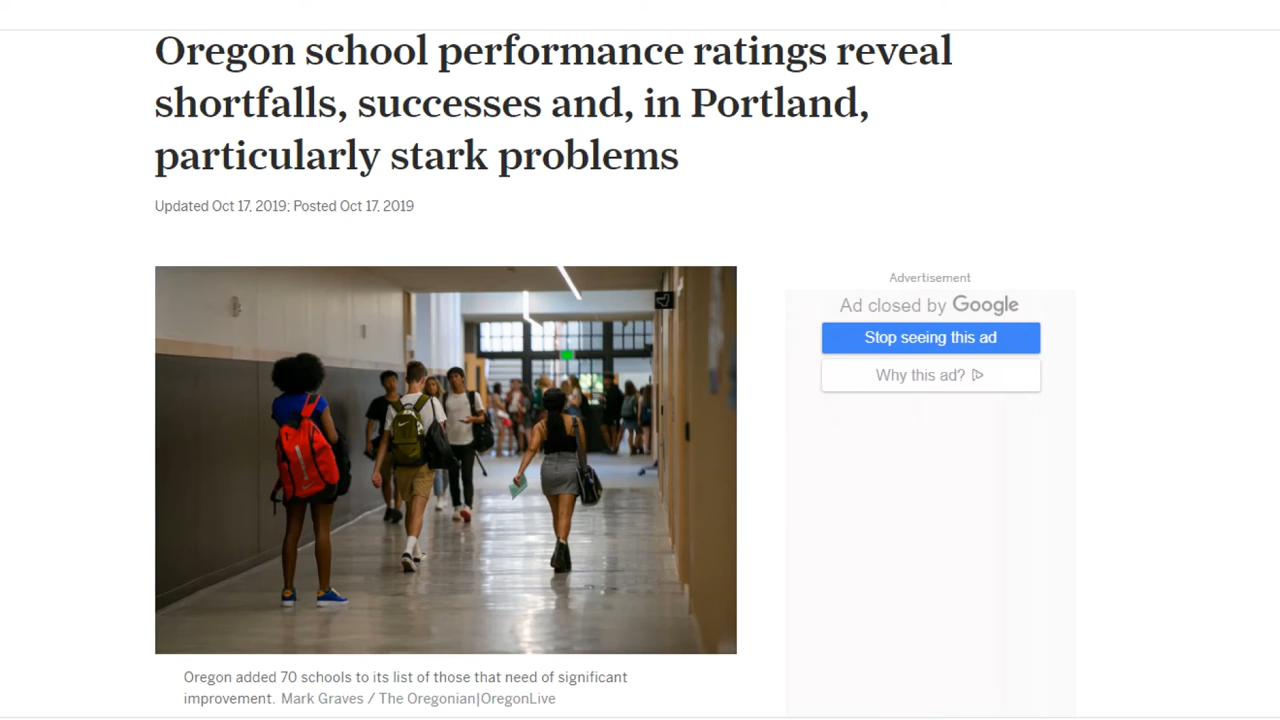 Oregon school performance ratings reveal
shortfalls, successes and, in Portland,
particularly stark problems
Updated Oct 17, 2019; Posted Oct 17, 2019
Advertisement
Ad closed by Google
Stop seeing this ad
Why this ad?
Oregon added 70 schools to its list of those that need of significant
improvement. Mark Graves / The Oregonian|OregonLive